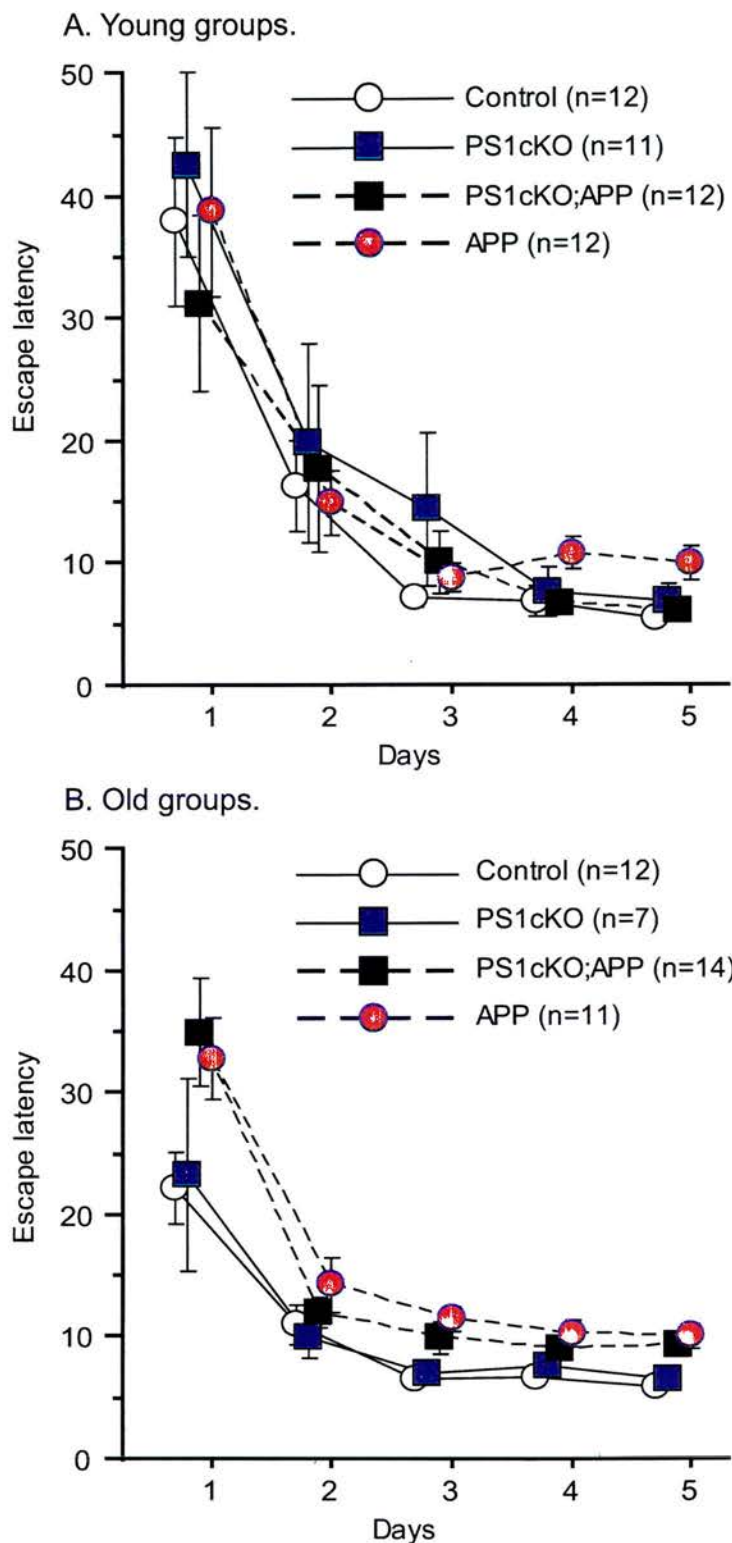 A. Young groups.
50
40
30
20
10
0
Escape latency
Control (n=12)
PS1cKO (n=11)
PS1cKO;APP (n=12)
APP (n=12)
1 2 3 4 5
Days
B. Old groups.
50
40
30
20
10
0
Escape latency
Control (n=12)
PS1cKO (n=7)
PS1cKO;APP (n=14)
APP (n=11)
1 2 3 4 5
Days